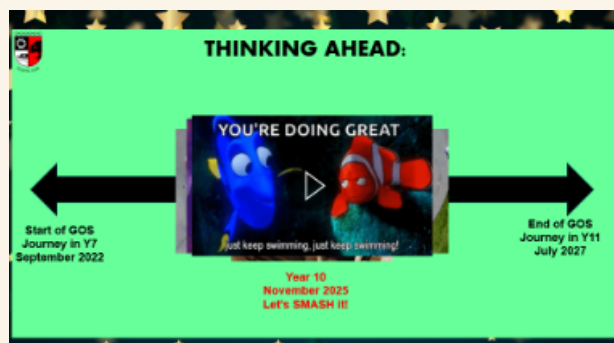 THINKING AHEAD:
YOU'RE DOING GREAT
just keep swimming, just keep swimming!
Start of GOS
Journey in Y7
September 2022
End of GOS
Journey in Y11
July 2027
Year 10
November 2025
Let's SMASH it!